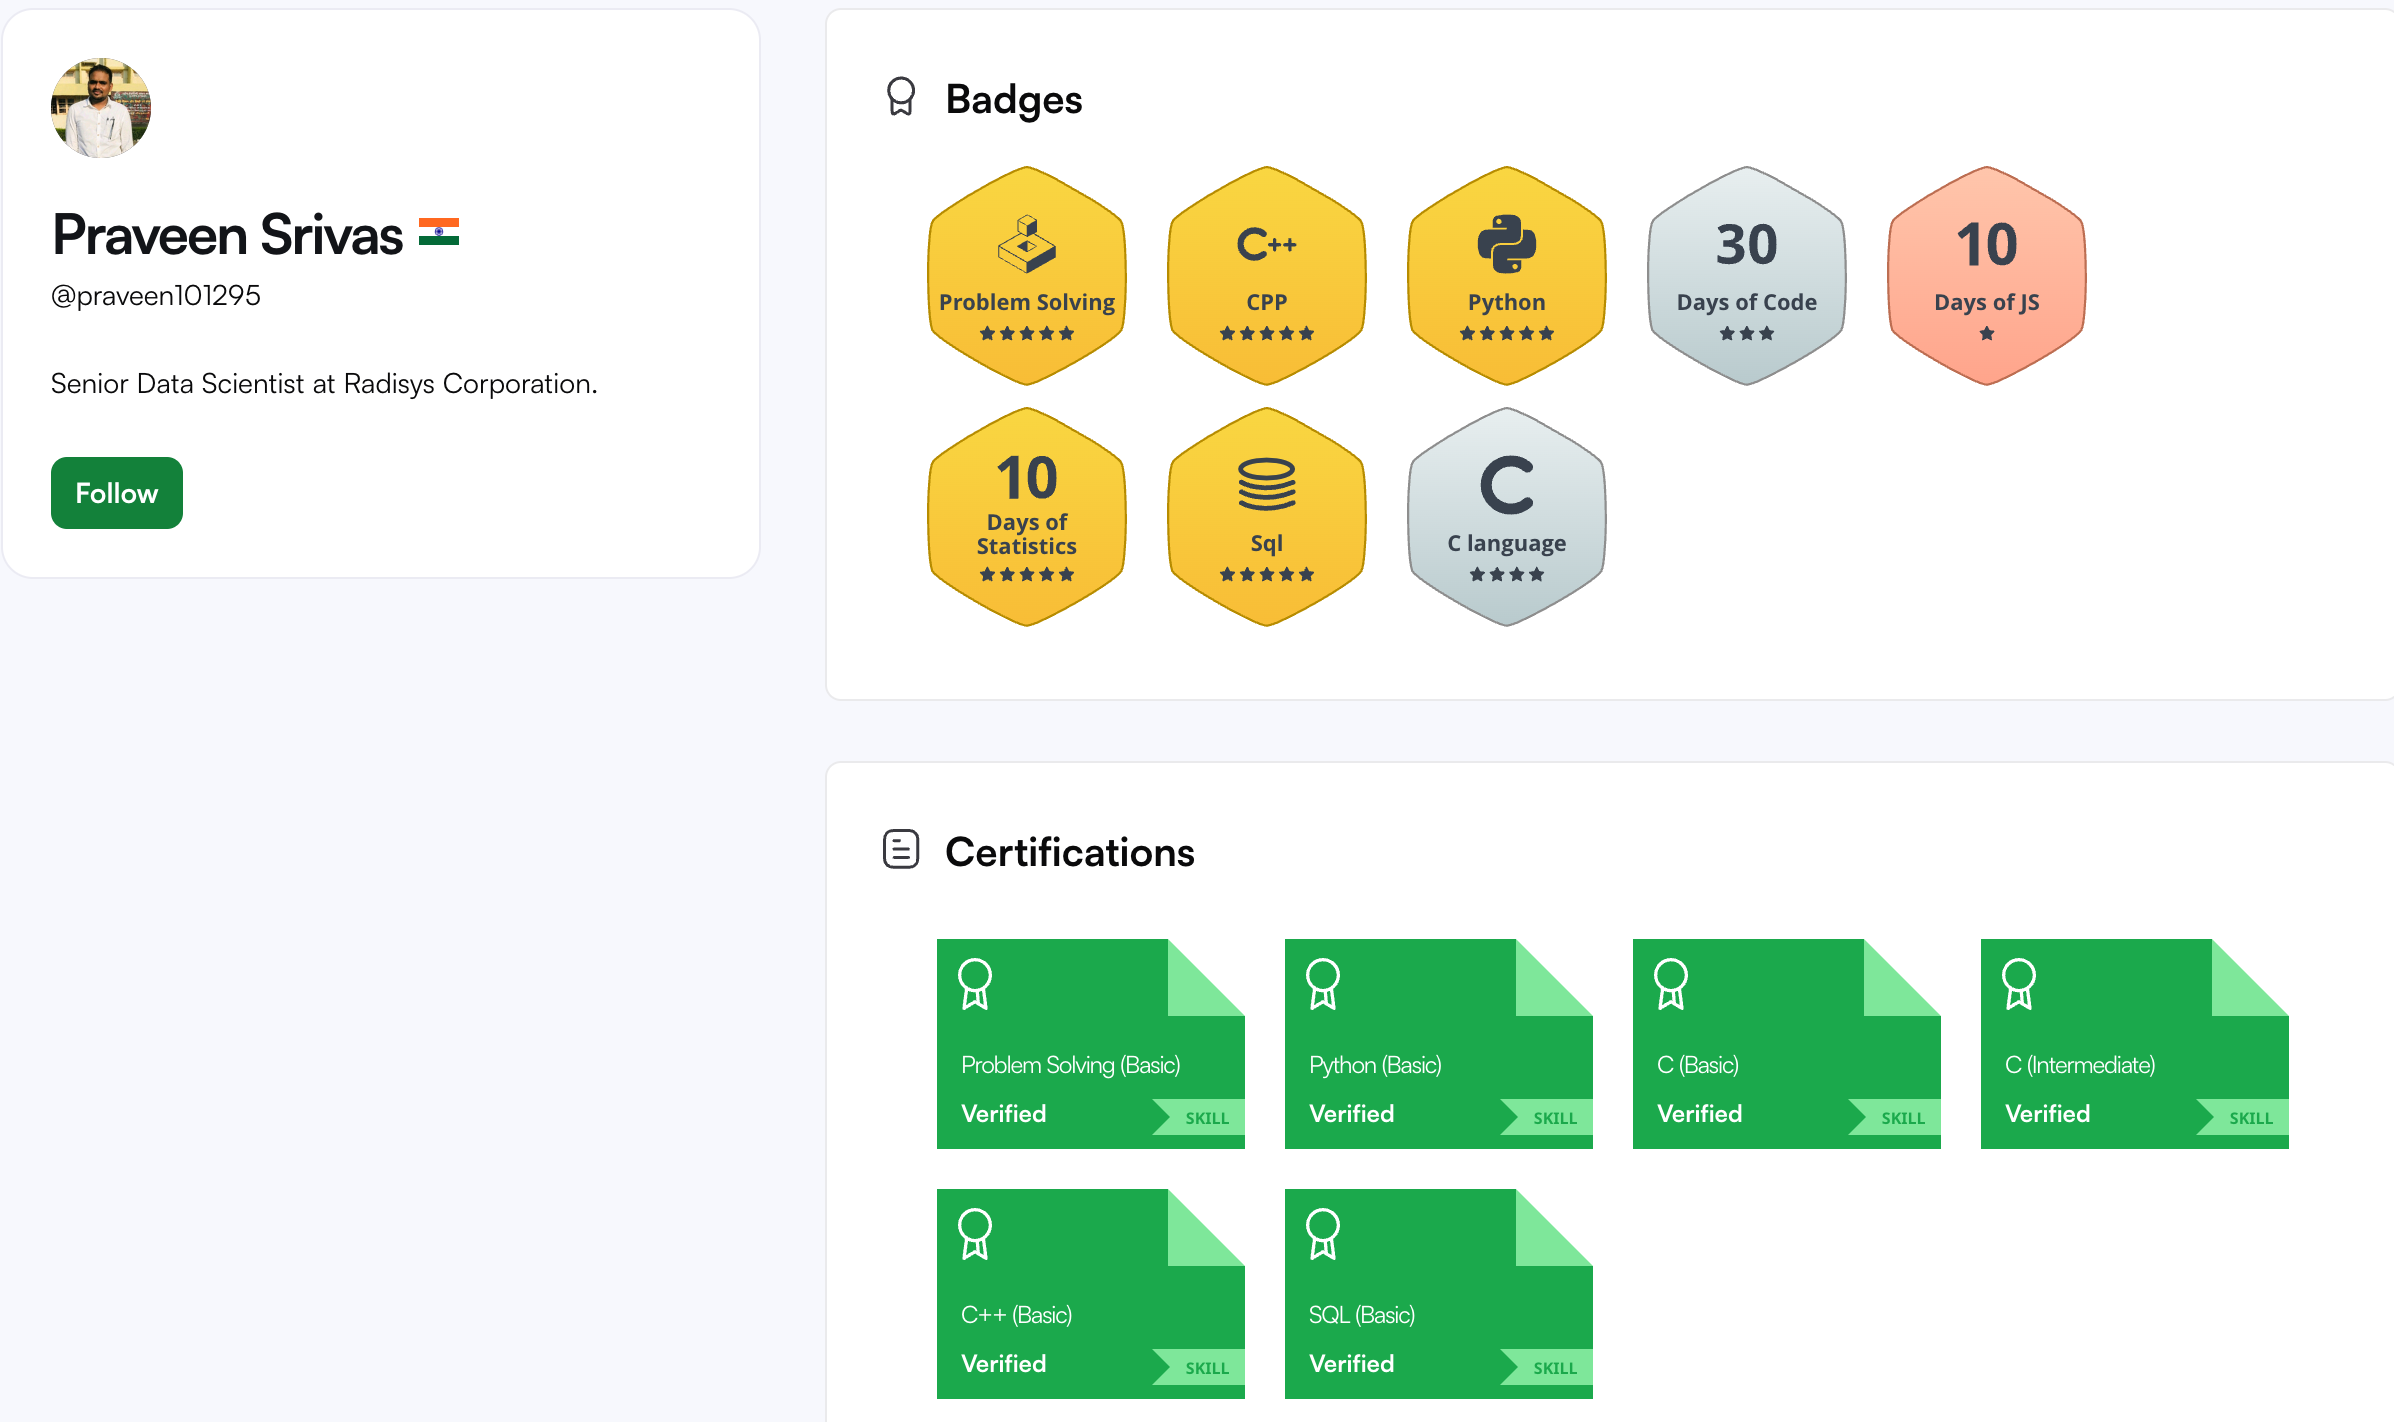 Praveen Srivas
@praveen101295
Senior Data Scientist at Radisys Corporation.
Follow
Badges
Problem Solving
C++
CPP
Python
30
Days of Code
10
Days of JS
10
Days of
Statistics
Sql
C
C language
Certifications
Problem Solving (Basic)
Verified
SKILL
Python (Basic)
Verified
SKILL
C (Basic)
Verified
SKILL
C (Intermediate)
Verified
SKILL
C++ (Basic)
Verified
SKILL
SQL (Basic)
Verified
SKILL